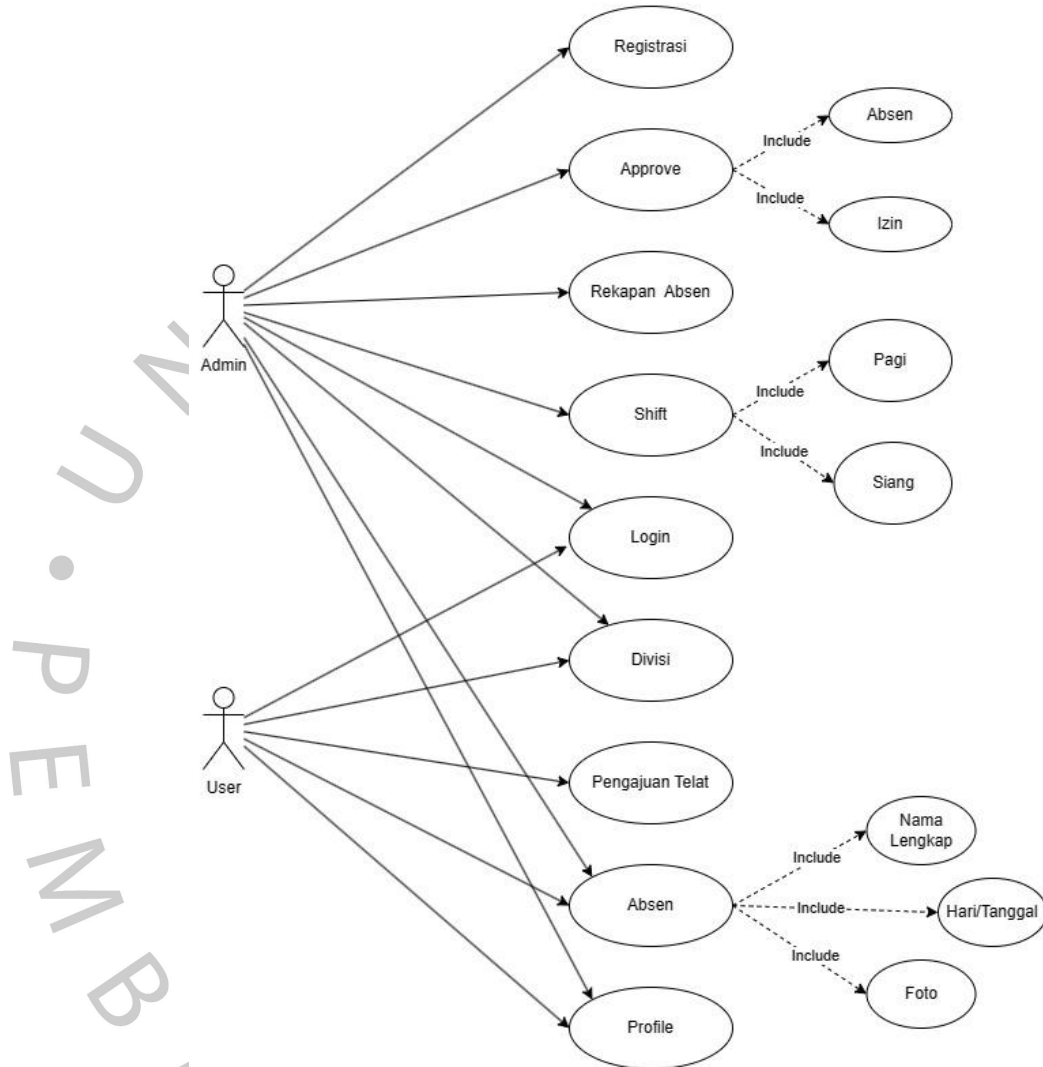 Registrasi
Absen
Include
Approve
Include
Izin
Rekapan Absen
Admin
Pagi
Include
Shift
Include
Siang
Login
Divisi
User
Pengajuan Telat
Nama
Lengkap
Include
Absen
Include
Hari/Tanggal
Include
Foto
Profile
U • P E M B